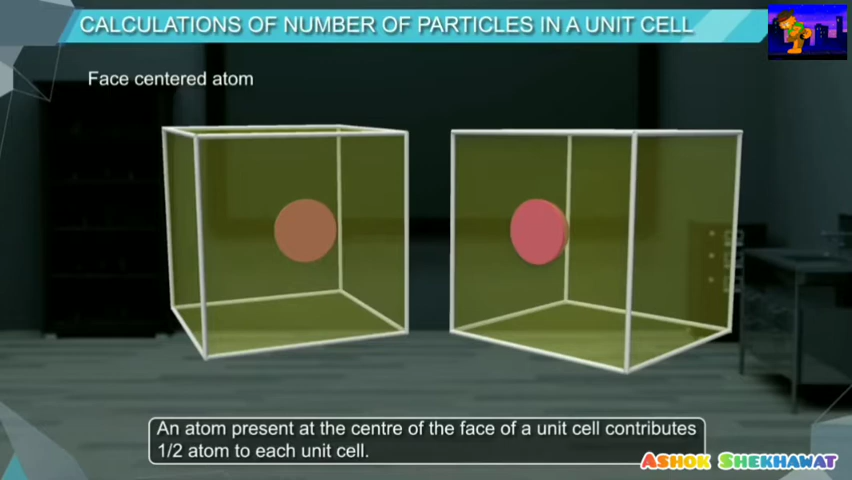 CALCULATIONS OF NUMBER OF PARTICLES IN A UNIT CELL
Face centered atom
An atom present at the centre of the face of a unit cell contributes
1/2 atom to each unit cell.
ASHOK SHEKHAWAT